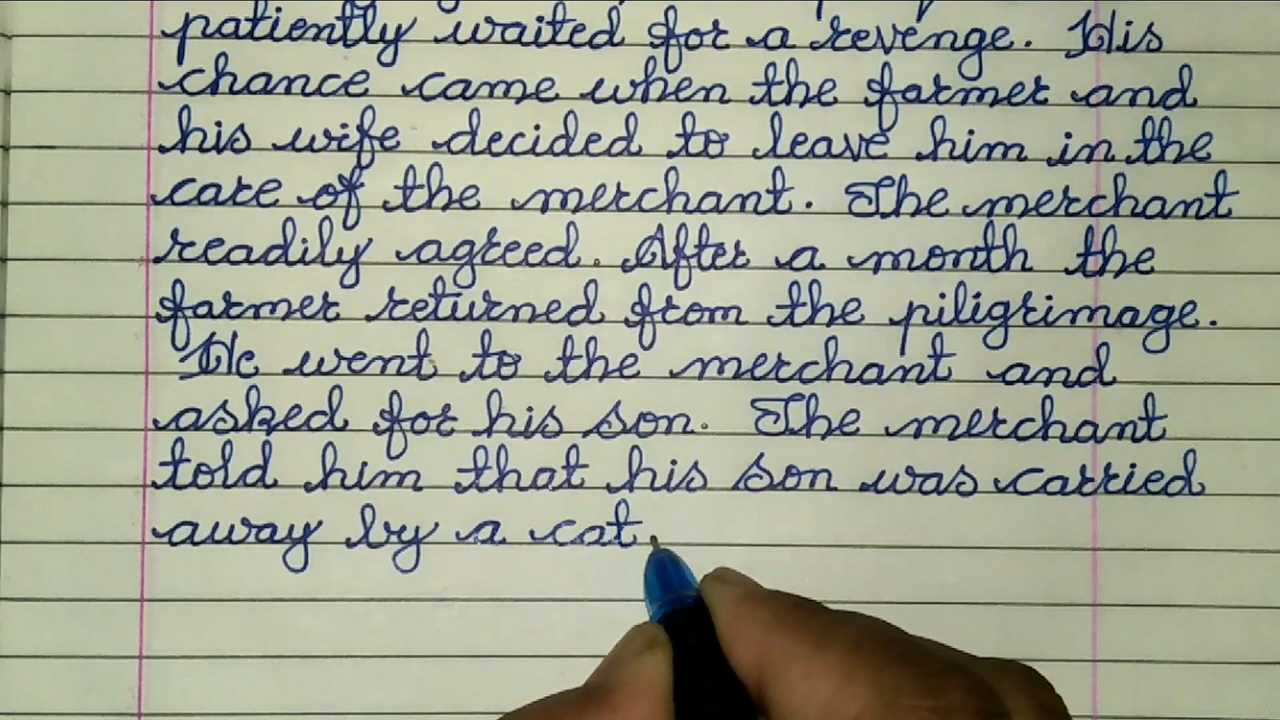 patiently waited for a revenge. His
chance came when the farmer and
his wife decided to leave him in the
care of the merchant. The merchant
readily agreed. After a month the
farmer returned from the piligrimage.
He went to the merchant and
asked for his son. The merchant
told him that his son was carried
away by a cat.